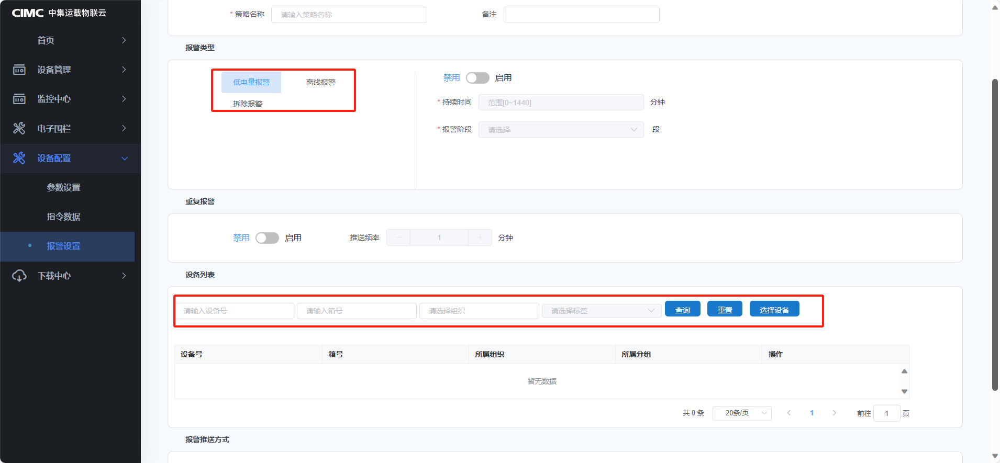 CIMC 中集运载物联云
首页
设备管理
监控中心
电子围栏
设备配置
参数设置
指令数据
报警设置
下载中心
* 策略名称 请输入策略名称 备注
报警类型
低电量报警 离线报警
拆除报警
禁用 启用
* 持续时间 范围[0~1440] 分钟
* 报警阶段 请选择 段
重复报警
禁用 启用 推送频率 — 1 + 分钟
设备列表
请输入设备号 请输入箱号 请选择组织 请选择标签 查询 重置 选择设备
设备号 箱号 所属组织 所属分组 操作
暂无数据
共 0 条 20条/页 1 前往 1 页
报警推送方式